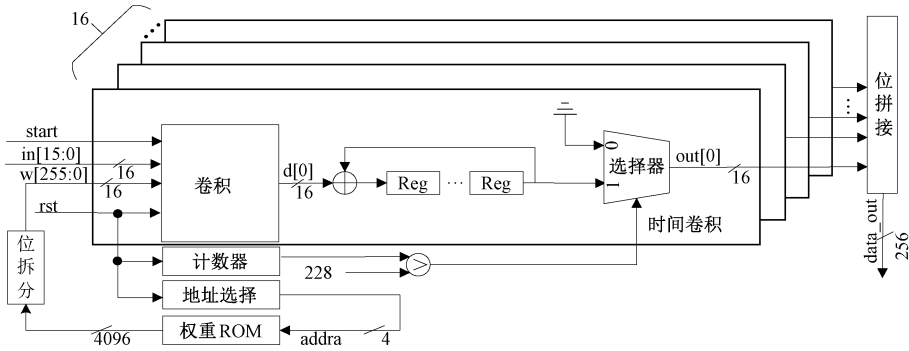 16
start
in[15:0]
16
w[255:0]
16
rst
卷积
d[0]
16
Reg
Reg
0
1
选择器
out[0]
16
时间卷积
位拼接
data_out
256
位拆分
计数器
228
>
地址选择
权重ROM
4096
addra
4